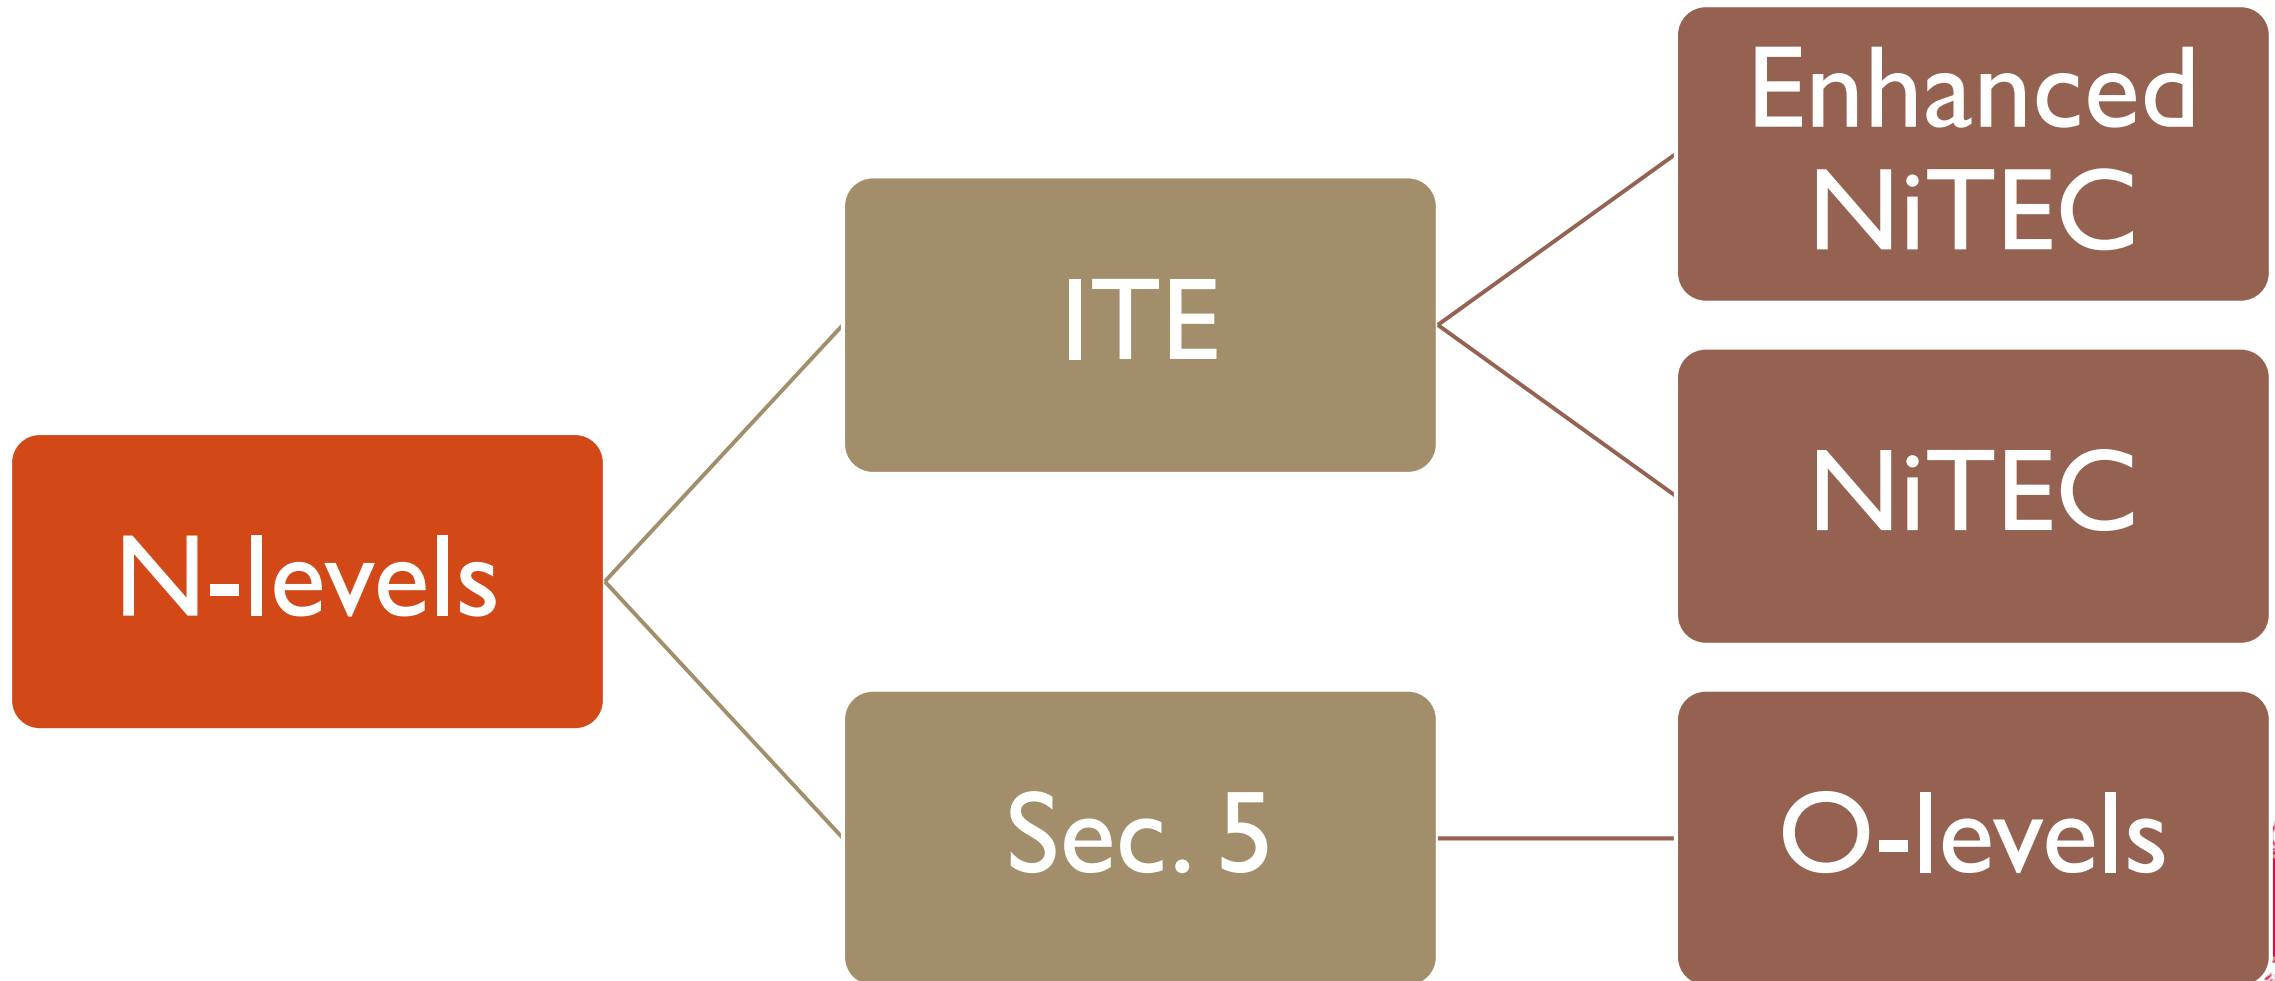 N-levels
ITE
Enhanced
NiTEC
NiTEC
Sec. 5
O-levels